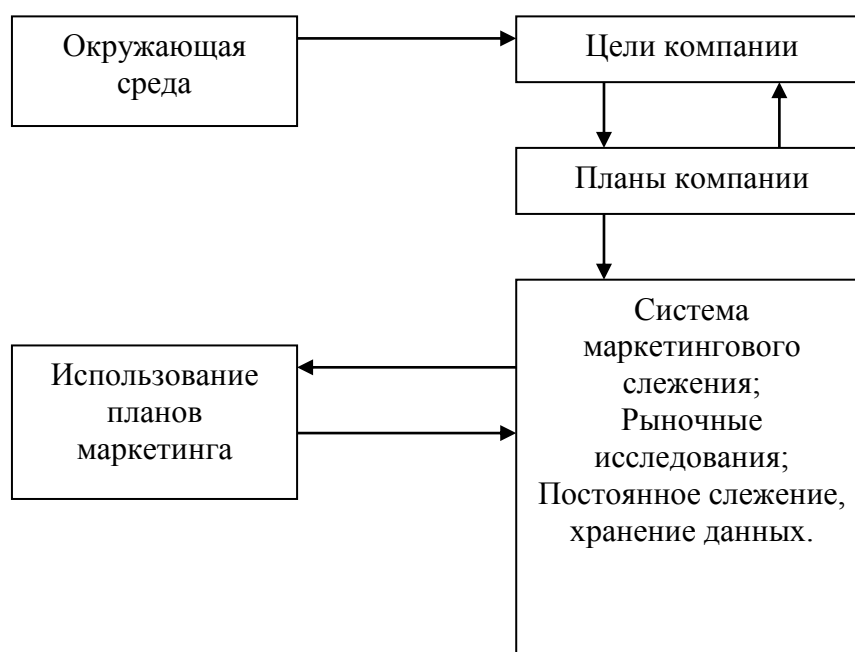 Окружающая
среда
Цели компании
Планы компании
Система
маркетингового
слежения;
Рыночные
исследования;
Постоянное слежение,
хранение данных.
Использование
планов
маркетинга